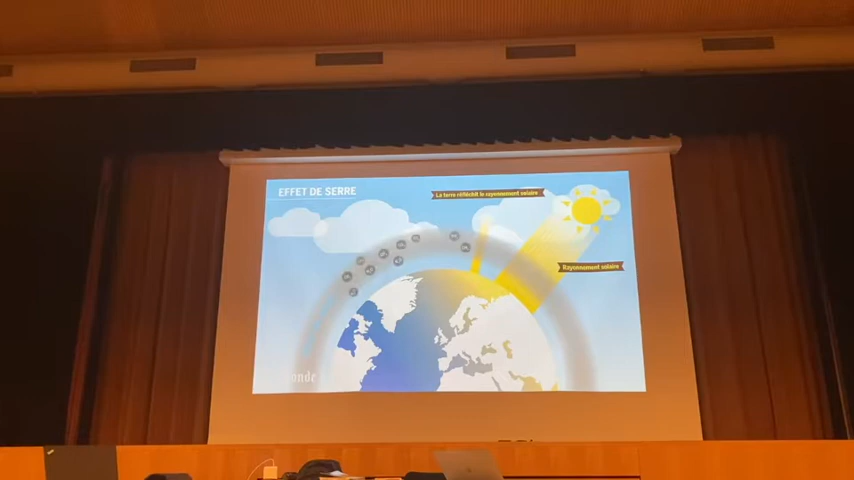 EFFET DE SERRE
La terre réfléchit le rayonnement solaire
Rayonnement solaire